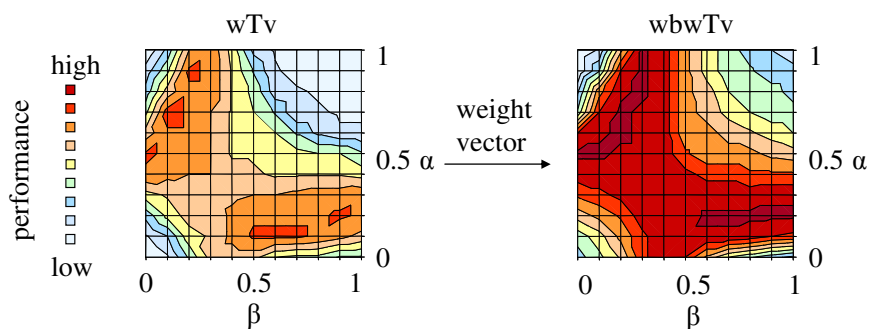 wTv
wbwTv
high
performance
low
1
0.5 α
0
0
0.5
1
β
weight
vector
1
0.5 α
0
0
0.5
1
β